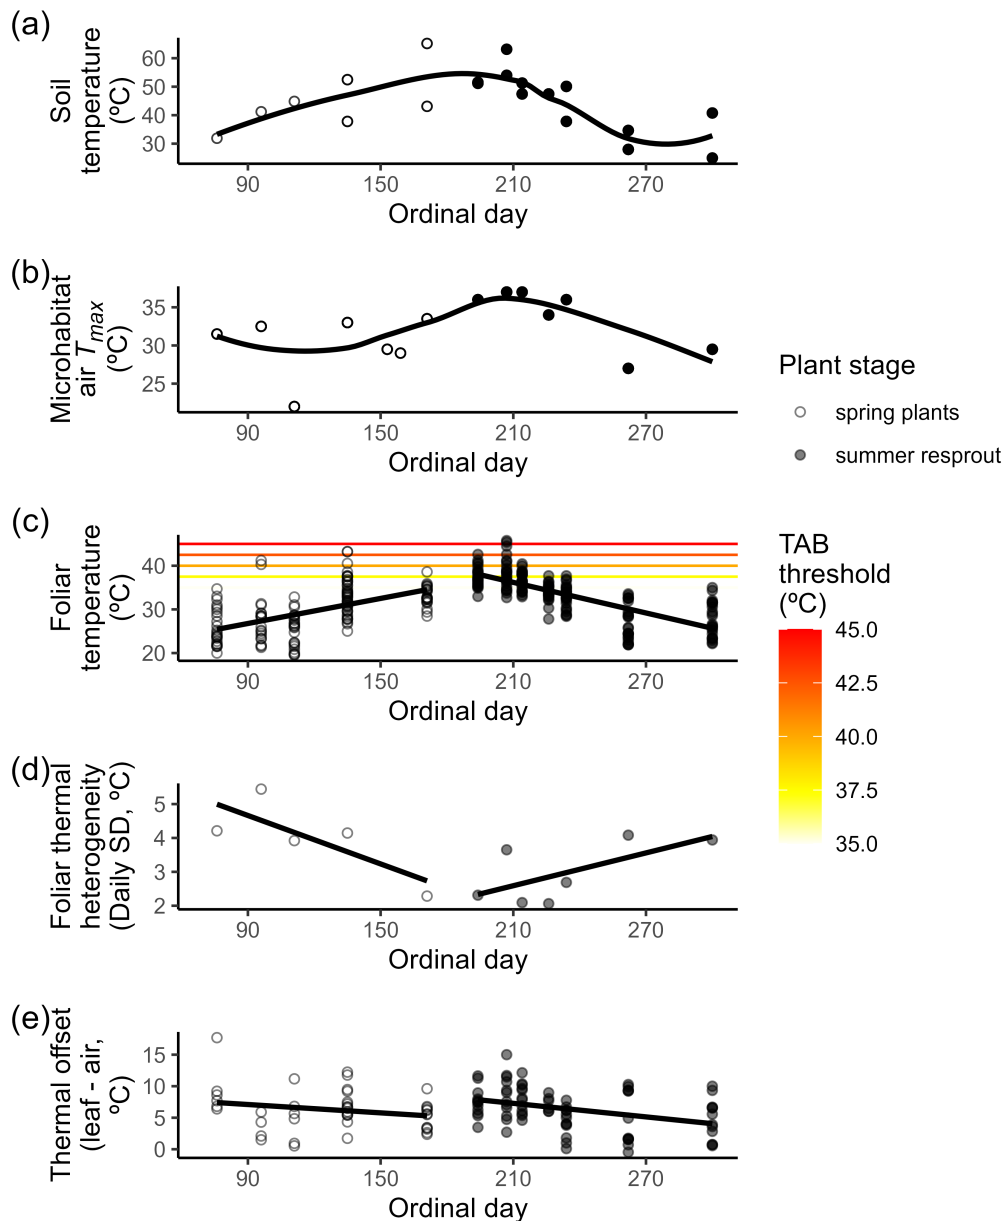 (a)
Soil
temperature
(ºC)
60
50
40
30
90 150 210 270
Ordinal day
(b)
Microhabitat
air Tmax
(ºC)
35
30
25
90 150 210 270
Ordinal day
Plant stage
spring plants
summer resprout
(c)
Foliar
temperature
(ºC)
40
30
20
90 150 210 270
Ordinal day
TAB
threshold
(ºC)
45.0
42.5
40.0
37.5
35.0
(d)
Foliar thermal
heterogeneity
(Daily SD, ºC)
5
4
3
2
90 150 210 270
Ordinal day
(e)
Thermal offset
(leaf - air,
ºC)
15
10
5
0
90 150 210 270
Ordinal day